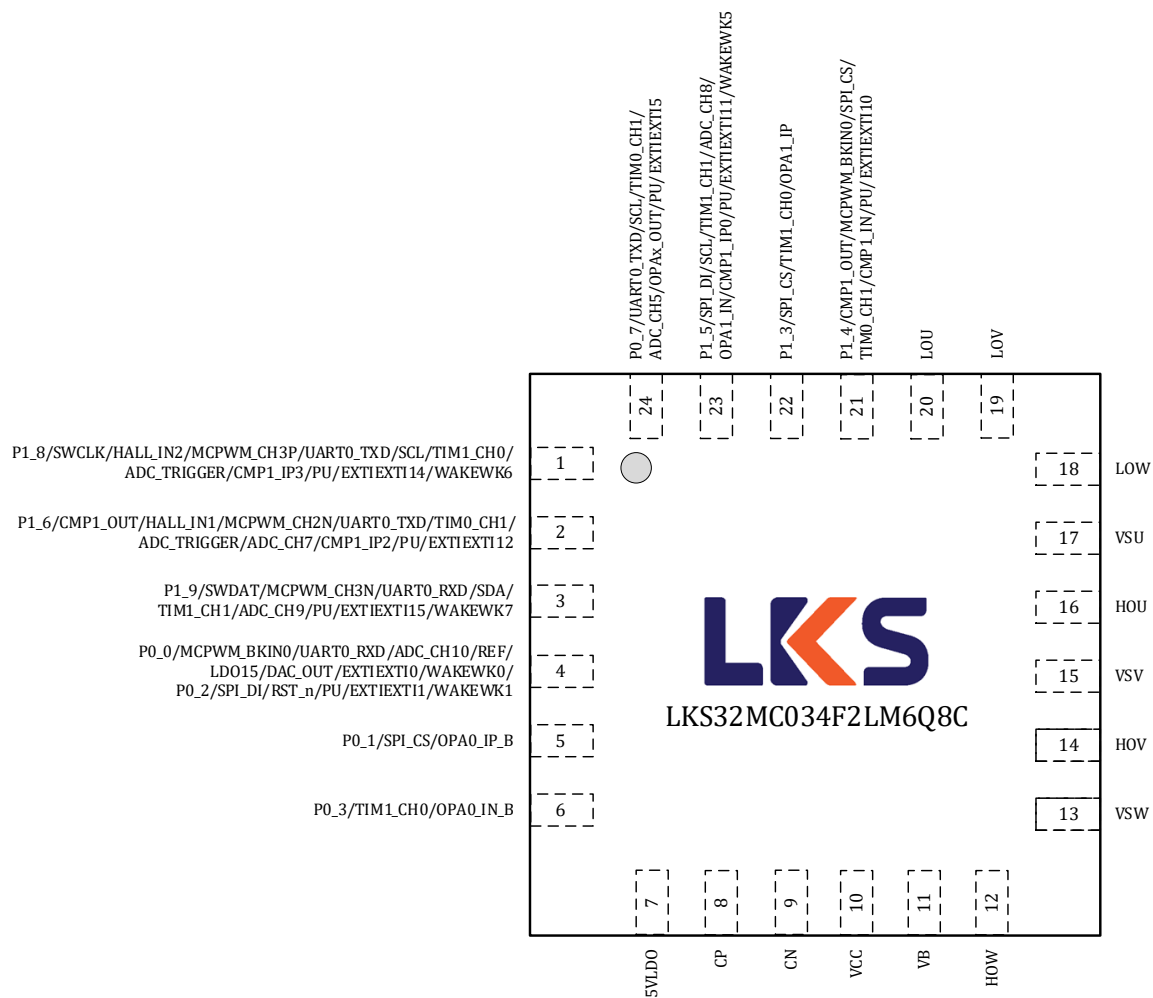 P0_7/UART0_TXD/SCL/TIM0_CH1/
ADC_CH5/OPAx_OUT/PU/EXTIEXTI5
P1_5/SPI_DI/SCL/TIM1_CH1/ADC_CH8/
OPA1_IN/CMP1_IP0/PU/EXTIEXTI11/WAKEWK5
P1_3/SPI_CS/TIM1_CH0/OPA1_IP
P1_4/CMP1_OUT/MCPWM_BKIN0/SPI_CS/
TIM0_CH1/CMP1_IN/PU/EXTIEXTI10
LOU
LOV
24
23
22
21
20
19
P1_8/SWCLK/HALL_IN2/MCPWM_CH3P/UART0_TXD/SCL/TIM1_CH0/
ADC_TRIGGER/CMP1_IP3/PU/EXTIEXTI14/WAKEWK6
1
18
LOW
P1_6/CMP1_OUT/HALL_IN1/MCPWM_CH2N/UART0_TXD/TIM0_CH1/
ADC_TRIGGER/ADC_CH7/CMP1_IP2/PU/EXTIEXTI12
2
17
VSU
P1_9/SWDAT/MCPWM_CH3N/UART0_RXD/SDA/
TIM1_CH1/ADC_CH9/PU/EXTIEXTI15/WAKEWK7
3
16
HOU
LKS
P0_0/MCPWM_BKIN0/UART0_RXD/ADC_CH10/REF/
LDO15/DAC_OUT/EXTIEXTI0/WAKEWK0/
P0_2/SPI_DI/RST_n/PU/EXTIEXTI1/WAKEWK1
4
15
VSV
LKS32MC034F2LM6Q8C
P0_1/SPI_CS/OPA0_IP_B
5
14
HOV
P0_3/TIM1_CH0/OPA0_IN_B
6
13
VSW
7
8
9
10
11
12
5VLDO
CP
CN
VCC
VB
HOW